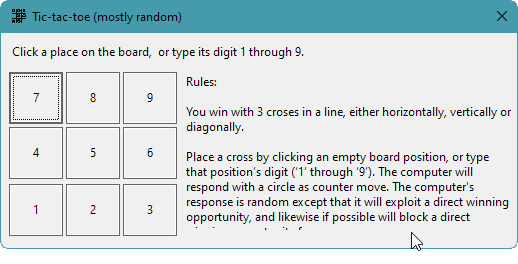 Tic-tac-toe (mostly random)
Click a place on the board,  or type its digit 1 through 9.
7 8 9
4 5 6
1 2 3
Rules:
You win with 3 croses in a line, either horizontally, vertically or
diagonally.
Place a cross by clicking an empty board position, or type
that position's digit ('1' through '9'). The computer will
respond with a circle as counter move. The computer's
response is random except that it will exploit a direct winning
opportunity, and likewise if possible will block a direct